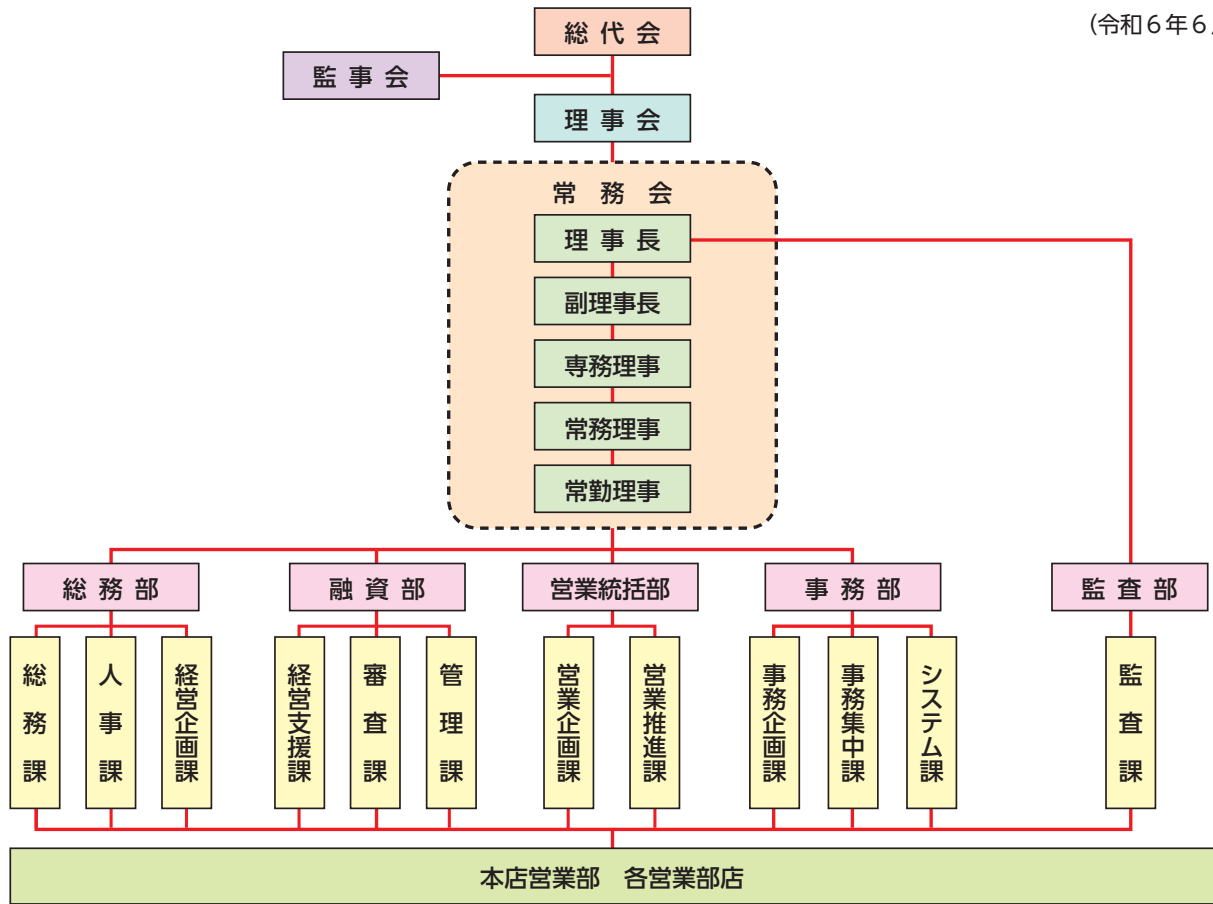 (令和6年6月
総代会
監事会
理事会
常務会
理事長
副理事長
専務理事
常務理事
常勤理事
総務部
融資部
営業統括部
事務部
監査部
総務課
人事課
経営企画課
経営支援課
審査課
管理課
営業企画課
営業推進課
事務企画課
事務集中課
システム課
監査課
本店営業部　各営業部店